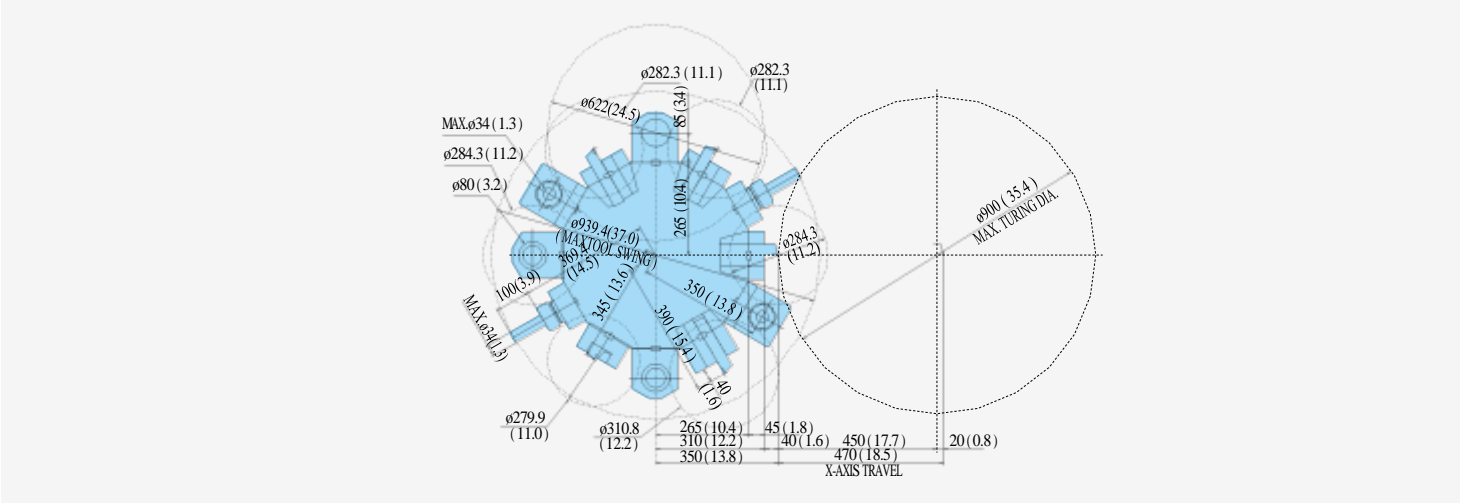 ø282.3 (11.1)
ø282.3
(11.1)
ø622(24.5)
85 (3.4)
MAX.ø34 (1.3)
ø284.3 (11.2)
ø80 (3.2)
265 (10.4)
ø939.4(37.0)
(MAXTOOL SWING)
369.4
(14.5)
ø284.3
(11.2)
ø900 (35.4)
MAX. TURING DIA.
100(3.9)
345 (13.6)
350 (13.8)
390 (15.4)
MAX.ø34(1.3)
40
(1.6)
ø279.9
(11.0)
ø310.8
(12.2)
265 (10.4)
45 (1.8)
310 (12.2)
40 (1.6)
450 (17.7)
20 (0.8)
350 (13.8)
470 (18.5)
X-AXIS TRAVEL